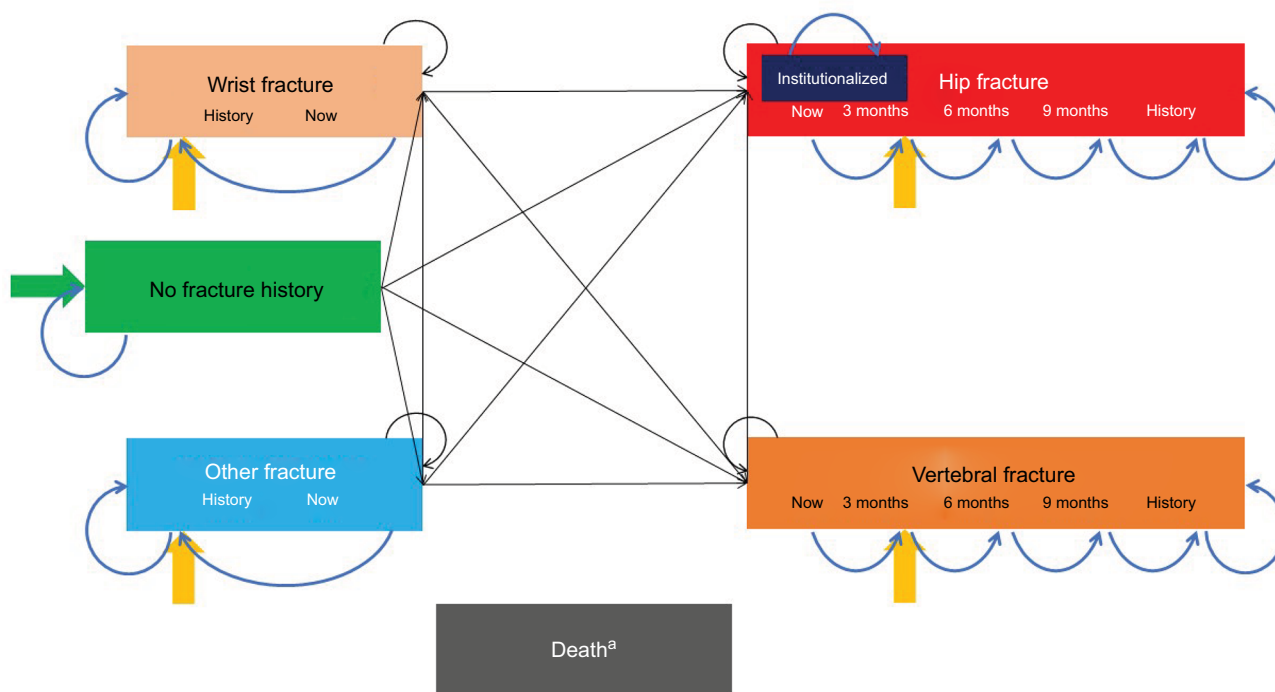 Wrist fracture
History Now
Institutionalized
Hip fracture
Now 3 months 6 months 9 months History
No fracture history
Other fracture
History Now
Vertebral fracture
Now 3 months 6 months 9 months History
Deathᵃ